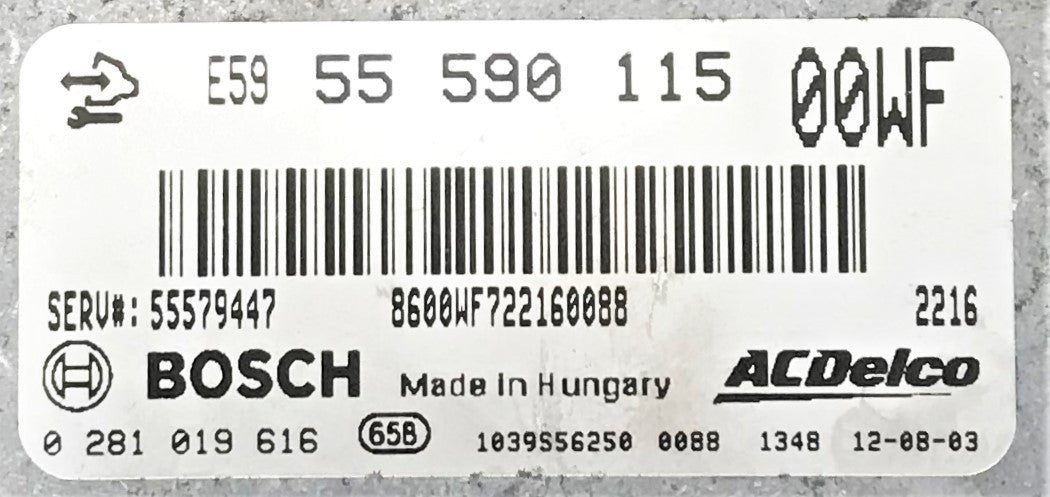 E59 55 590 115 00WF
SERV#: 55579447 8600WF722160088 2216
BOSCH Made in Hungary ACDelco
0 281 019 616 65B 1039S56250 0088 1348 12-08-03